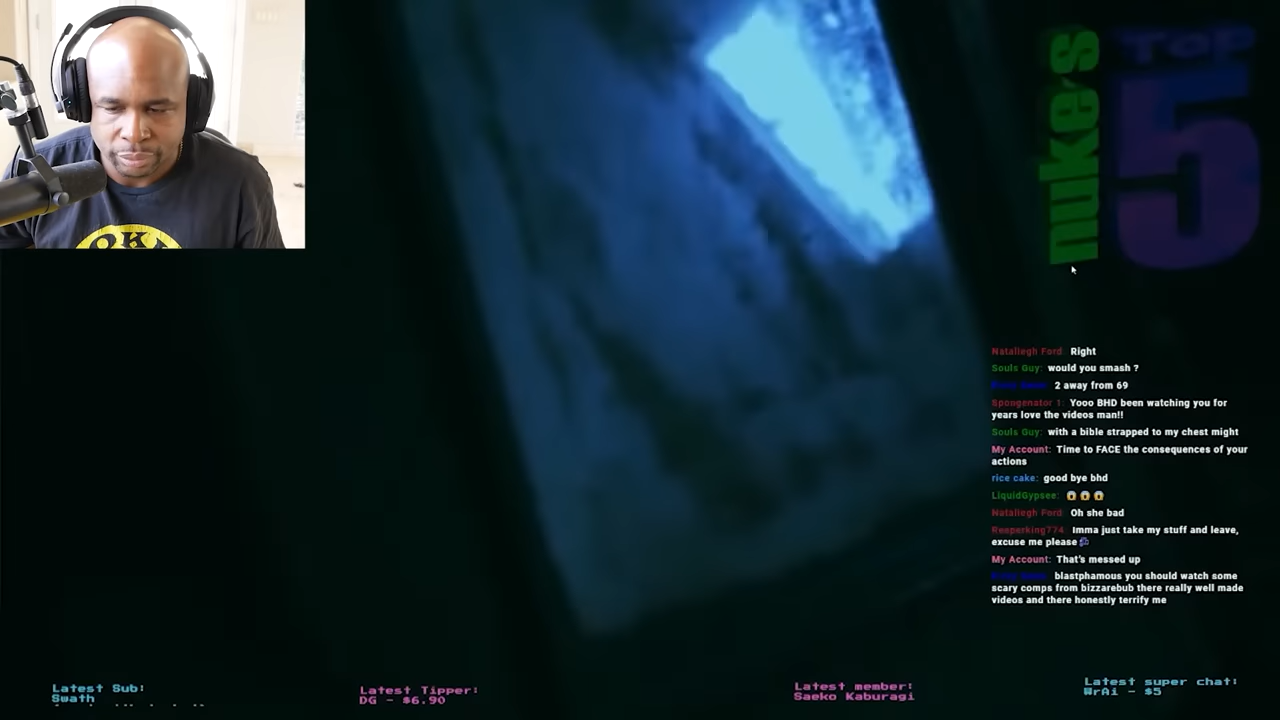 nuke's
Top
5
OKA
Nataliegh Ford: Right
Souls Guy: would you smash ?
2 away from 69
Spongenator 1: Yooo BHD been watching you for
years love the videos man!!
Souls Guy: with a bible strapped to my chest might
My Account: Time to FACE the consequences of your
actions
rice cake: good bye bhd
LiquidGypsee: 😱 😱 😱
Nataliegh Ford: Oh she bad
Reeperking774: Imma just take my stuff and leave,
excuse me please
My Account: That's messed up
blastphamous you should watch some
scary comps from bizzarebub there really well made
videos and there honestly terrify me
Latest Sub:
Swath
Latest Tipper:
DG - $6.90
Latest member:
Saeko Kaburagi
Latest super chat:
WrAi - $5